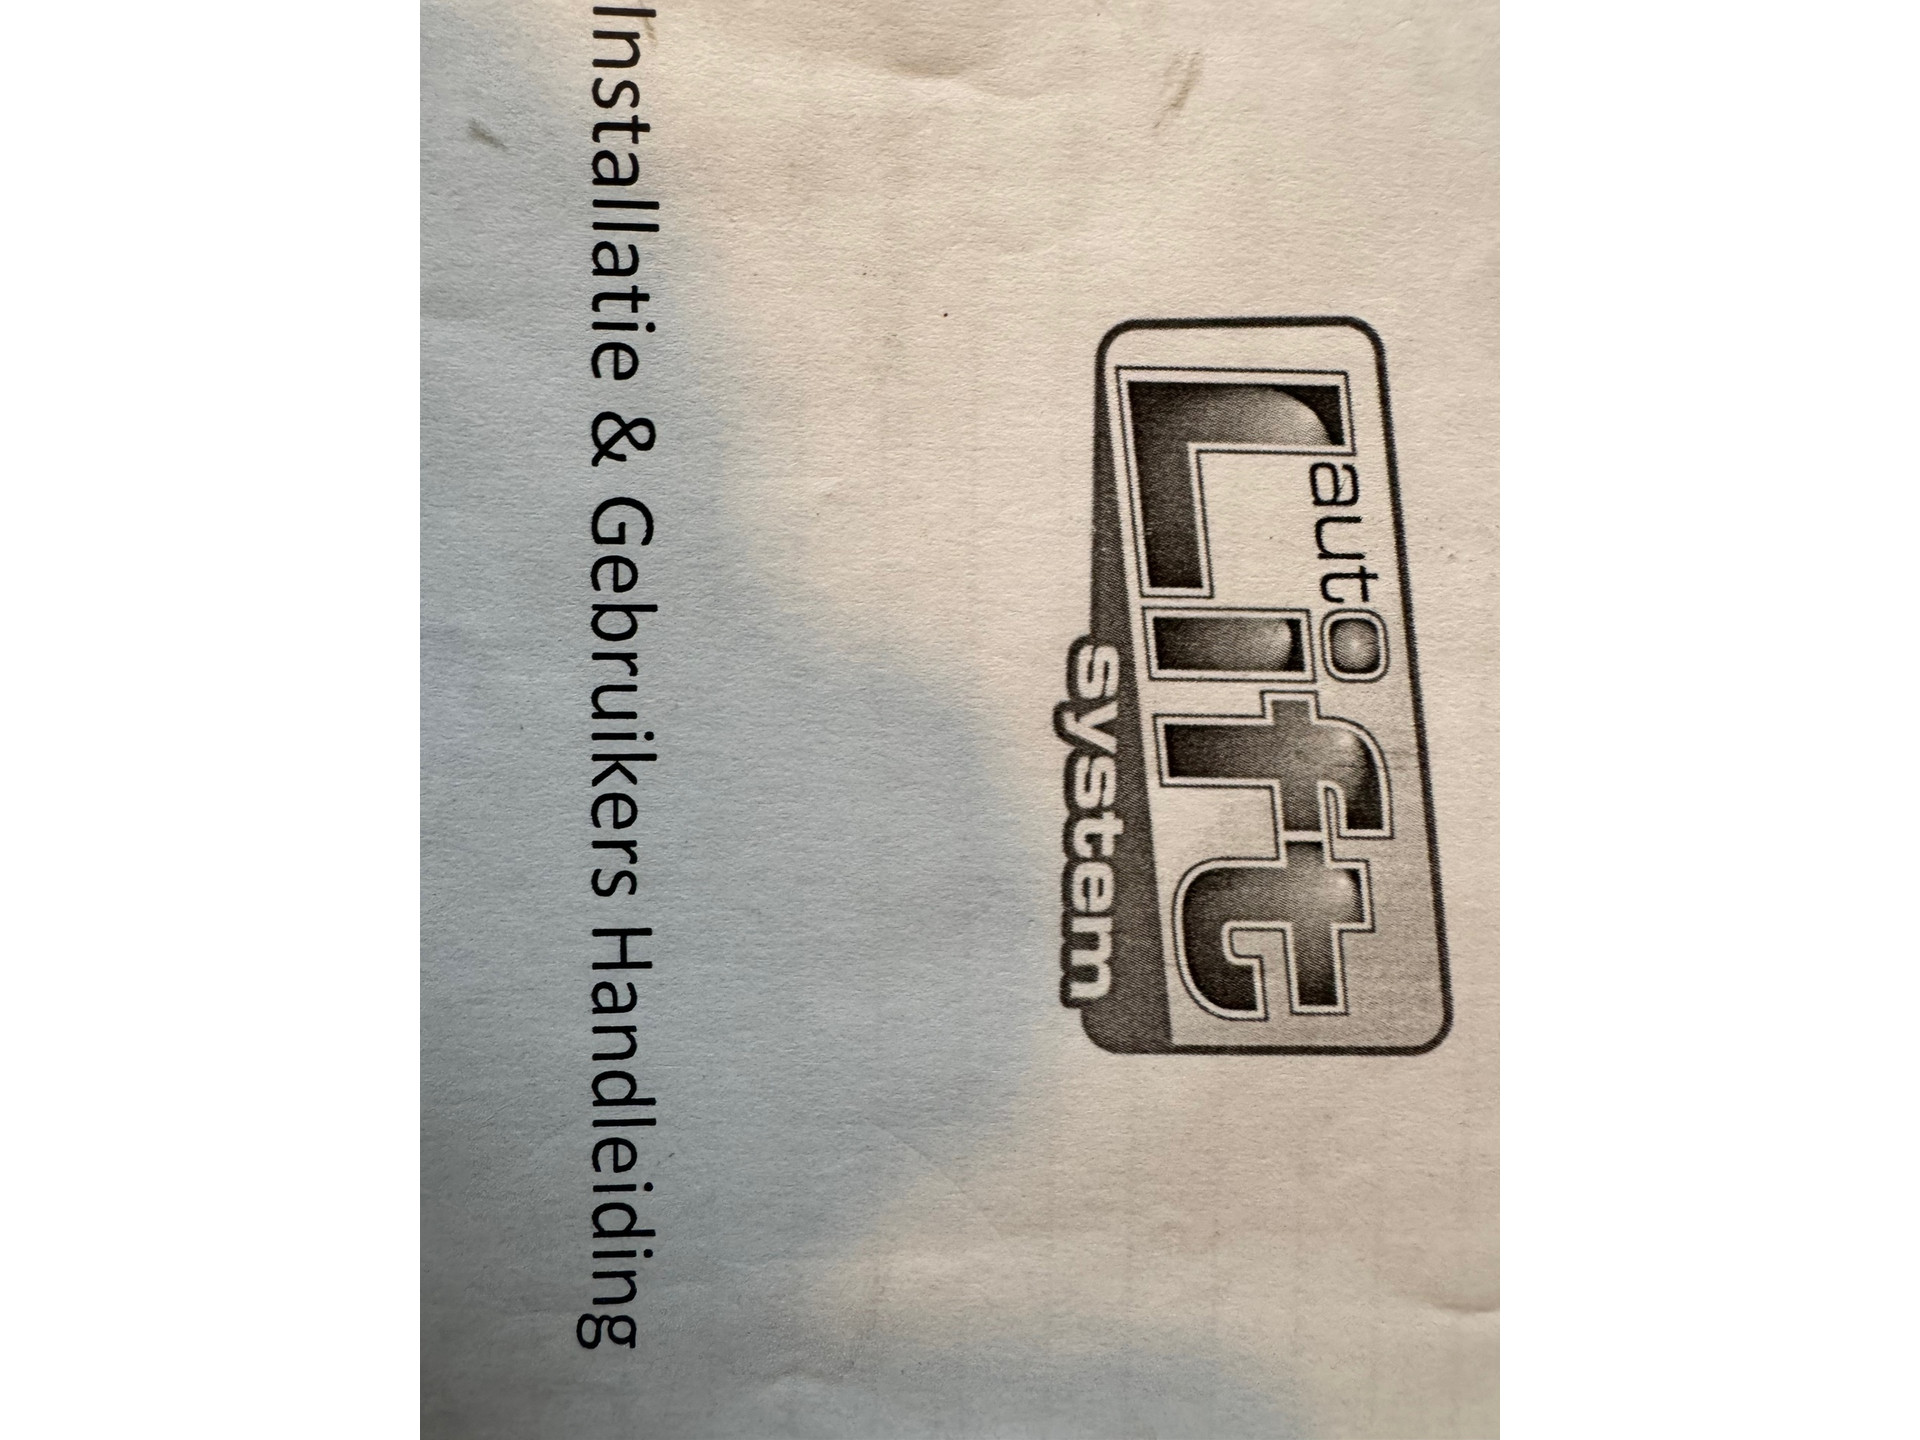 auto
Lift
system
Installatie & Gebruikers Handleiding